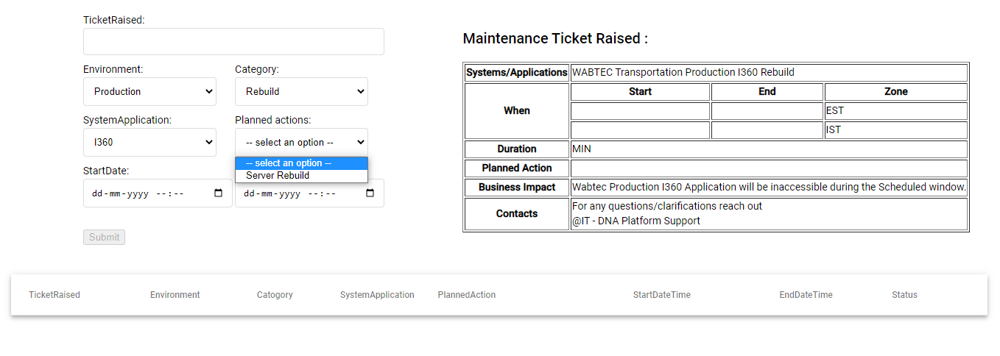 TicketRaised:
Environment: Category:
Production Rebuild
SystemApplication: Planned actions:
I360 -- select an option --
-- select an option --
Server Rebuild
StartDate:
dd-mm-yyyy --:-- dd-mm-yyyy --:--
Submit
Maintenance Ticket Raised :
Systems/Applications WABTEC Transportation Production I360 Rebuild
When Start End Zone
EST
IST
Duration MIN
Planned Action
Business Impact Wabtec Production I360 Application will be inaccessible during the Scheduled window.
Contacts For any questions/clarifications reach out
@IT - DNA Platform Support
TicketRaised Environment Catogory SystemApplication PlannedAction StartDateTime EndDateTime Status